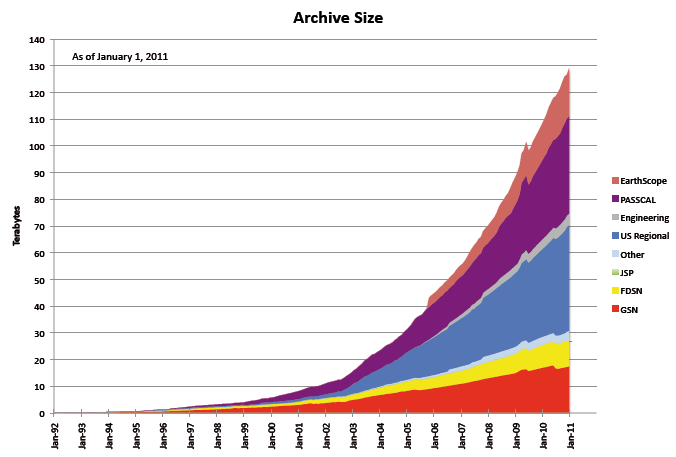 Archive Size
As of January 1, 2011
Terabytes
140
130
120
110
100
90
80
70
60
50
40
30
20
10
0
Jan-92
Jan-93
Jan-94
Jan-95
Jan-96
Jan-97
Jan-98
Jan-99
Jan-00
Jan-01
Jan-02
Jan-03
Jan-04
Jan-05
Jan-06
Jan-07
Jan-08
Jan-09
Jan-10
Jan-11
EarthScope
PASSCAL
Engineering
US Regional
Other
JSP
FDSN
GSN